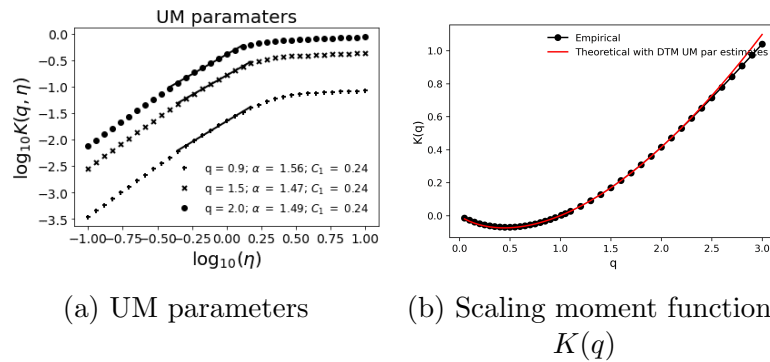 UM paramaters
0.0
−0.5
−1.0
−1.5
−2.0
−2.5
−3.0
−3.5
log₁₀K(q, η)
q = 0.9; α = 1.56; C₁ = 0.24
q = 1.5; α = 1.47; C₁ = 0.24
q = 2.0; α = 1.49; C₁ = 0.24
−1.00−0.75−0.50−0.25 0.00 0.25 0.50 0.75 1.00
log₁₀(η)
(a) UM parameters
Empirical
Theoretical with DTM UM par estimates
1.0
0.8
0.6
0.4
0.2
0.0
K(q)
0.0 0.5 1.0 1.5 2.0 2.5 3.0
q
(b) Scaling moment function
K(q)